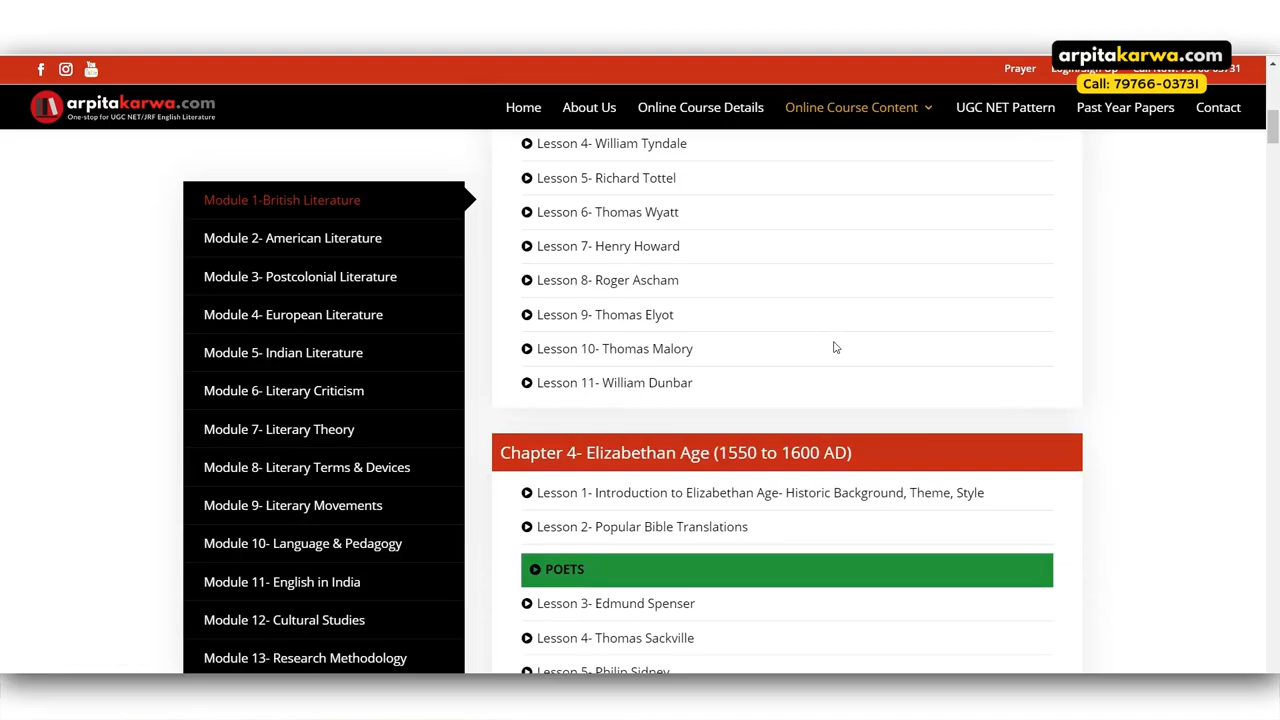 arpitakarwa.com
Prayer
Call: 79766-03731
arpitakarwa.com
One-stop for UGC NET/JRF English Literature
Home
About Us
Online Course Details
Online Course Content
UGC NET Pattern
Past Year Papers
Contact
Module 1-British Literature
Module 2- American Literature
Module 3- Postcolonial Literature
Module 4- European Literature
Module 5- Indian Literature
Module 6- Literary Criticism
Module 7- Literary Theory
Module 8- Literary Terms & Devices
Module 9- Literary Movements
Module 10- Language & Pedagogy
Module 11- English in India
Module 12- Cultural Studies
Module 13- Research Methodology
Lesson 4- William Tyndale
Lesson 5- Richard Tottel
Lesson 6- Thomas Wyatt
Lesson 7- Henry Howard
Lesson 8- Roger Ascham
Lesson 9- Thomas Elyot
Lesson 10- Thomas Malory
Lesson 11- William Dunbar
Chapter 4- Elizabethan Age (1550 to 1600 AD)
Lesson 1- Introduction to Elizabethan Age- Historic Background, Theme, Style
Lesson 2- Popular Bible Translations
POETS
Lesson 3- Edmund Spenser
Lesson 4- Thomas Sackville
Lesson 5- Philip Sidney